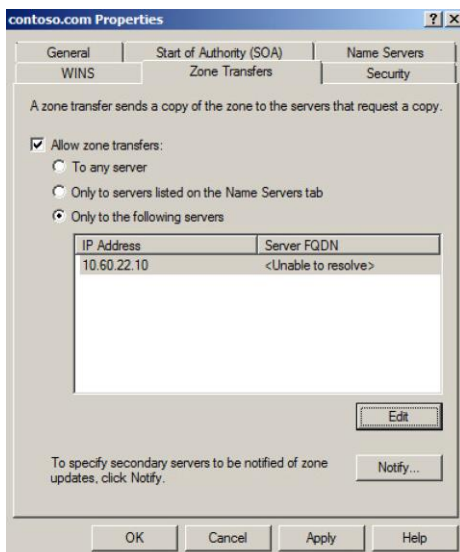 contoso.com Properties
General Start of Authority (SOA) Name Servers
WINS Zone Transfers Security
A zone transfer sends a copy of the zone to the servers that request a copy.
Allow zone transfers:
To any server
Only to servers listed on the Name Servers tab
Only to the following servers
IP Address Server FQDN
10.60.22.10 <Unable to resolve>
Edit
To specify secondary servers to be notified of zone
updates, click Notify.
Notify...
OK Cancel Apply Help